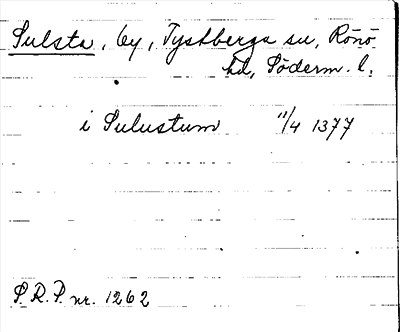 Sulsta, by, Tystberga sn, Rönö
hd, Söderm. l.
i Sulustum 11/4 1377
S.R.P. nr. 1262